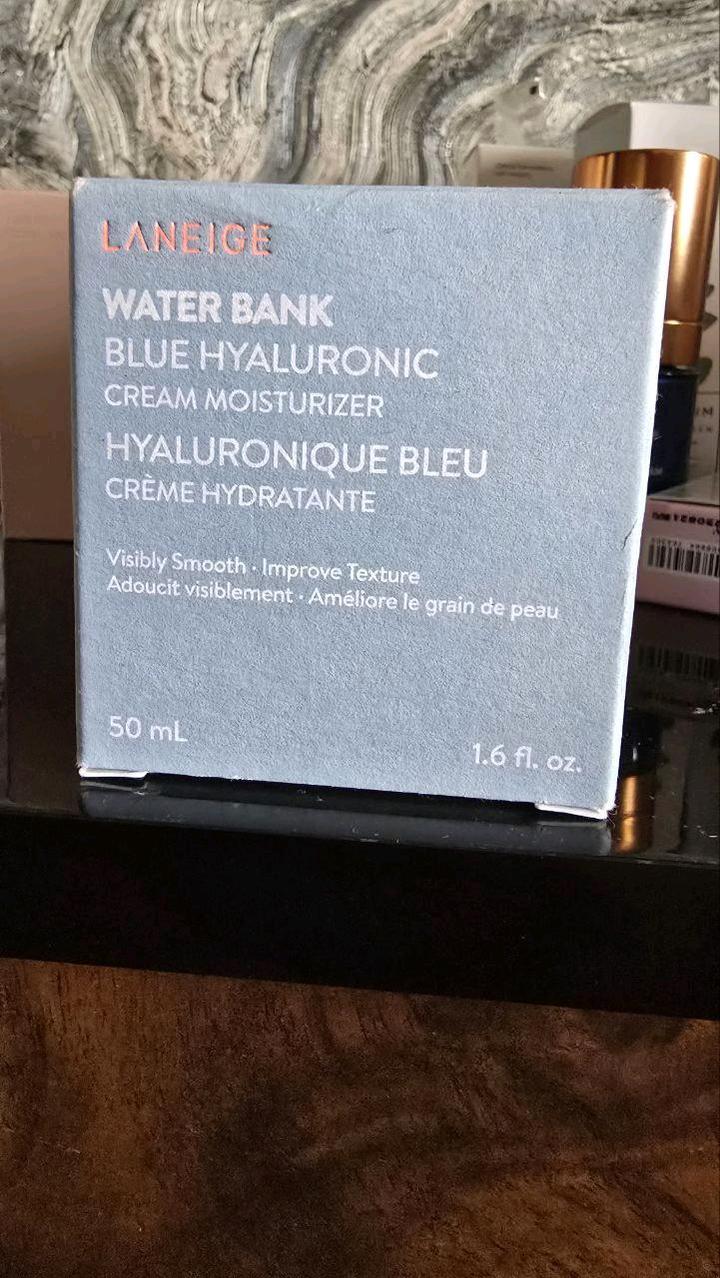 LANEIGE
WATER BANK
BLUE HYALURONIC
CREAM MOISTURIZER
HYALURONIQUE BLEU
CRÈME HYDRATANTE
Visibly Smooth · Improve Texture
Adoucit visiblement · Améliore le grain de peau
50 mL
1.6 fl. oz.